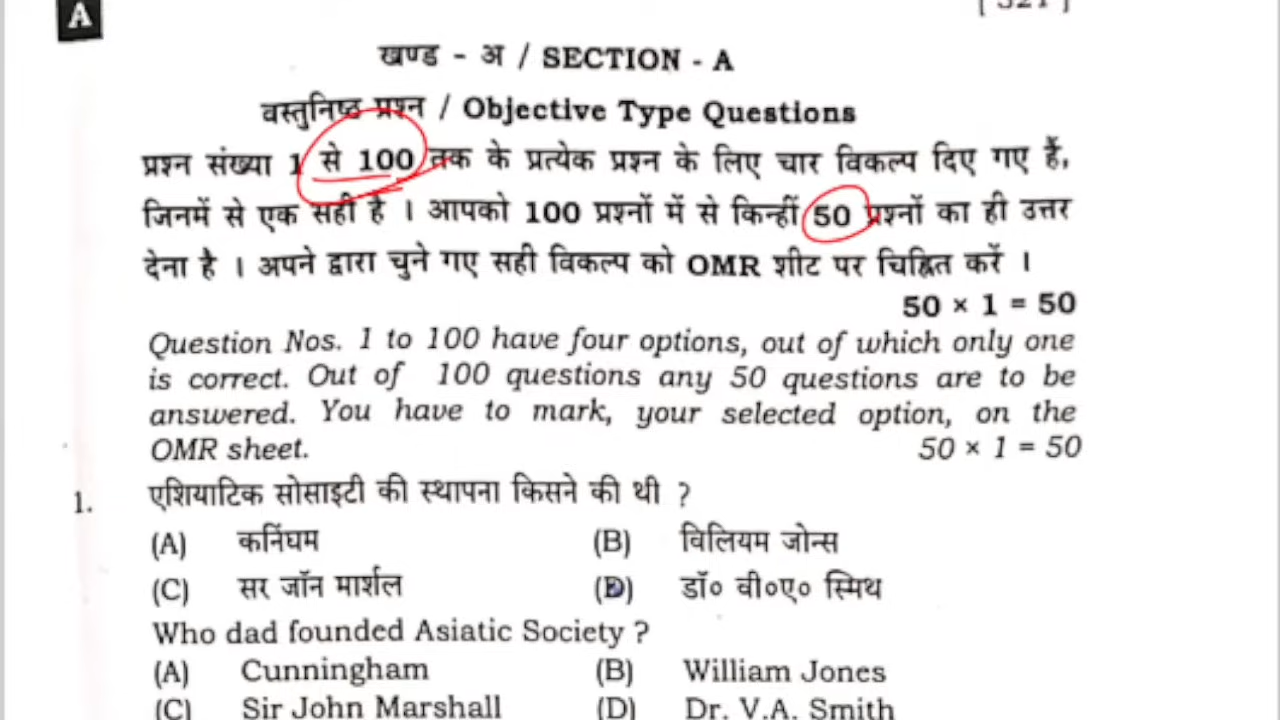 A
[ 321 ]
खण्ड - अ / SECTION - A
वस्तुनिष्ठ प्रश्न / Objective Type Questions
प्रश्न संख्या 1 से 100 तक के प्रत्येक प्रश्न के लिए चार विकल्प दिए गए हैं,
जिनमें से एक सही है । आपको 100 प्रश्नों में से किन्हीं 50 प्रश्नों का ही उत्तर
देना है । अपने द्वारा चुने गए सही विकल्प को OMR शीट पर चिह्नित करें ।
50 × 1 = 50
Question Nos. 1 to 100 have four options, out of which only one
is correct. Out of 100 questions any 50 questions are to be
answered. You have to mark, your selected option, on the
OMR sheet. 50 × 1 = 50
1. एशियाटिक सोसाइटी की स्थापना किसने की थी ?
(A) कनिंघम (B) विलियम जोन्स
(C) सर जॉन मार्शल (D) डॉ० वी०ए० स्मिथ
Who dad founded Asiatic Society ?
(A) Cunningham (B) William Jones
(C) Sir John Marshall (D) Dr. V.A. Smith